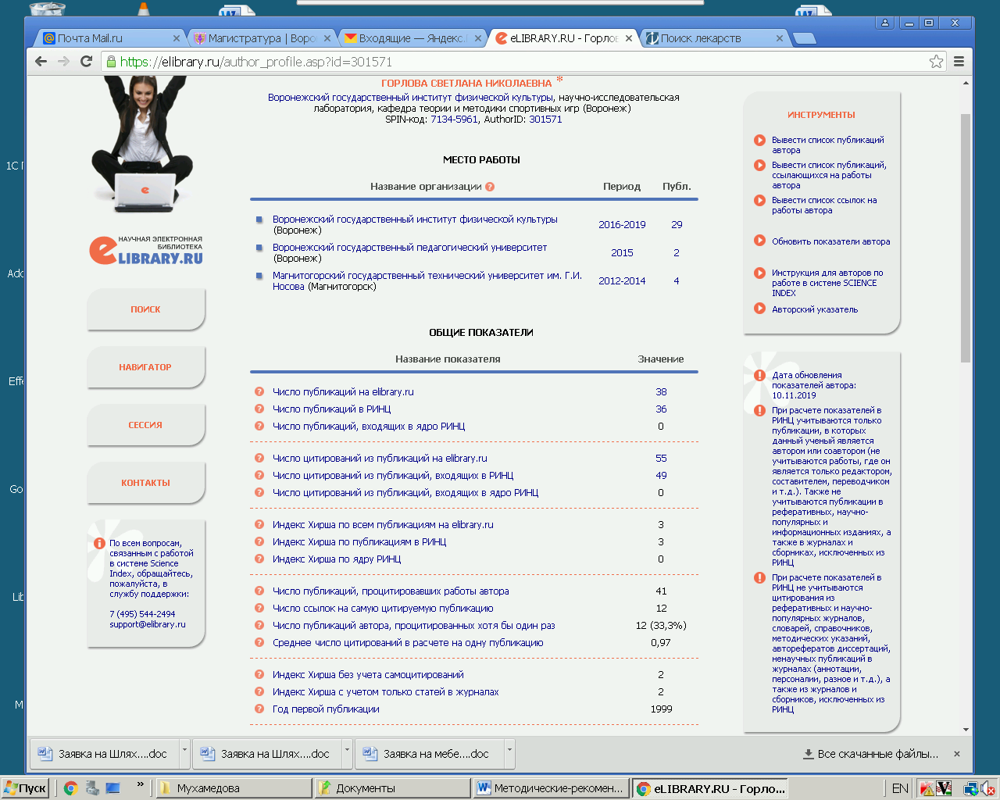 Почта Mail.ru
Магистратура | Воро
Входящие — Яндекс.
eLIBRARY.RU - Горлов
Поиск лекарств
https://elibrary.ru/author_profile.asp?id=301571
ГОРЛОВА СВЕТЛАНА НИКОЛАЕВНА *
Воронежский государственный институт физической культуры, научно-исследовательская
лаборатория, кафедра теории и методики спортивных игр (Воронеж)
SPIN-код: 7134-5961, AuthorID: 301571
МЕСТО РАБОТЫ
Название организации ? Период Публ.
Воронежский государственный институт физической культуры
(Воронеж) 2016-2019 29
Воронежский государственный педагогический университет
(Воронеж) 2015 2
Магнитогорский государственный технический университет им. Г.И.
Носова (Магнитогорск) 2012-2014 4
ОБЩИЕ ПОКАЗАТЕЛИ
Название показателя Значение
Число публикаций на elibrary.ru 38
Число публикаций в РИНЦ 36
Число публикаций, входящих в ядро РИНЦ 0
Число цитирований из публикаций на elibrary.ru 55
Число цитирований из публикаций, входящих в РИНЦ 49
Число цитирований из публикаций, входящих в ядро РИНЦ 0
Индекс Хирша по всем публикациям на elibrary.ru 3
Индекс Хирша по публикациям в РИНЦ 3
Индекс Хирша по ядру РИНЦ 0
Число публикаций, процитировавших работы автора 41
Число ссылок на самую цитируемую публикацию 12
Число публикаций автора, процитированных хотя бы один раз 12 (33,3%)
Среднее число цитирований в расчете на одну публикацию 0,97
Индекс Хирша без учета самоцитирований 2
Индекс Хирша с учетом только статей в журналах 2
Год первой публикации 1999
НАУЧНАЯ ЭЛЕКТРОННАЯ
БИБЛИОТЕКА
eLIBRARY.RU
ПОИСК
НАВИГАТОР
СЕССИЯ
КОНТАКТЫ
По всем вопросам,
связанным с работой
в системе Science
Index, обращайтесь,
пожалуйста, в
службу поддержки:
7 (495) 544-2494
support@elibrary.ru
ИНСТРУМЕНТЫ
Вывести список публикаций
автора
Вывести список публикаций,
ссылающихся на работы
автора
Вывести список ссылок на
работы автора
Обновить показатели автора
Инструкция для авторов по
работе в системе SCIENCE
INDEX
Авторский указатель
Дата обновления
показателей автора:
10.11.2019
При расчете показателей в
РИНЦ учитываются только
публикации, в которых
данный ученый является
автором или соавтором (не
учитываются работы, где он
является только редактором,
составителем, переводчиком
и т.д.). Также не
учитываются публикации в
реферативных, научно-
популярных и
информационных изданиях, а
также в журналах и
сборниках, исключенных из
РИНЦ
При расчете показателей в
РИНЦ не учитываются
цитирования из
реферативных и научно-
популярных журналов,
словарей, справочников,
методических указаний,
авторефератов диссертаций,
ненаучных публикаций в
журналах (аннотации,
персоналии, разное и т.д.), а
также из журналов и
сборников, исключенных из
РИНЦ
1С
Ado
Effe
Go
Lib
M
Заявка на Шлях....doc
Заявка на Шлях....doc
Заявка на мебе....doc
Все скачанные файлы...
Пуск
Мухамедова
Документы
Методические-рекомен...
eLIBRARY.RU - Горло...
EN